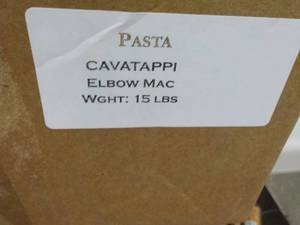 PASTA
CAVATAPPI
ELBOW MAC
WGHT: 15 LBS